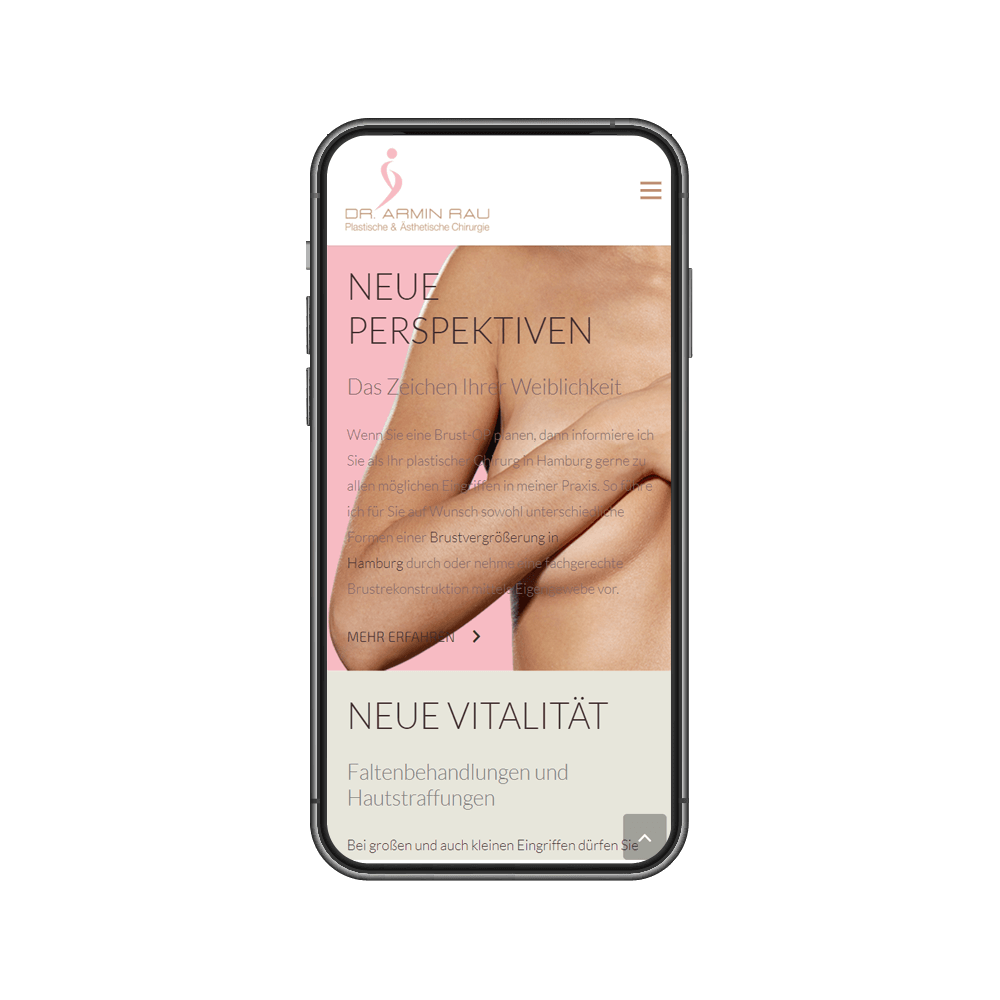 DR. ARMIN RAU
Plastische & Ästhetische Chirurgie
NEUE
PERSPEKTIVEN
Das Zeichen Ihrer Weiblichkeit
Wenn Sie eine Brust-OP planen, dann informiere ich
Sie als Ihr plastischer Chirurg in Hamburg gerne zu
allen möglichen Eingriffen in meiner Praxis. So führe
ich für Sie auf Wunsch sowohl unterschiedliche
Formen einer Brustvergrößerung in
Hamburg durch oder nehme eine fachgerechte
Brustrekonstruktion mittels Eigengewebe vor.
MEHR ERFAHREN
NEUE VITALITÄT
Faltenbehandlungen und
Hautstraffungen
Bei großen und auch kleinen Eingriffen dürfen Sie